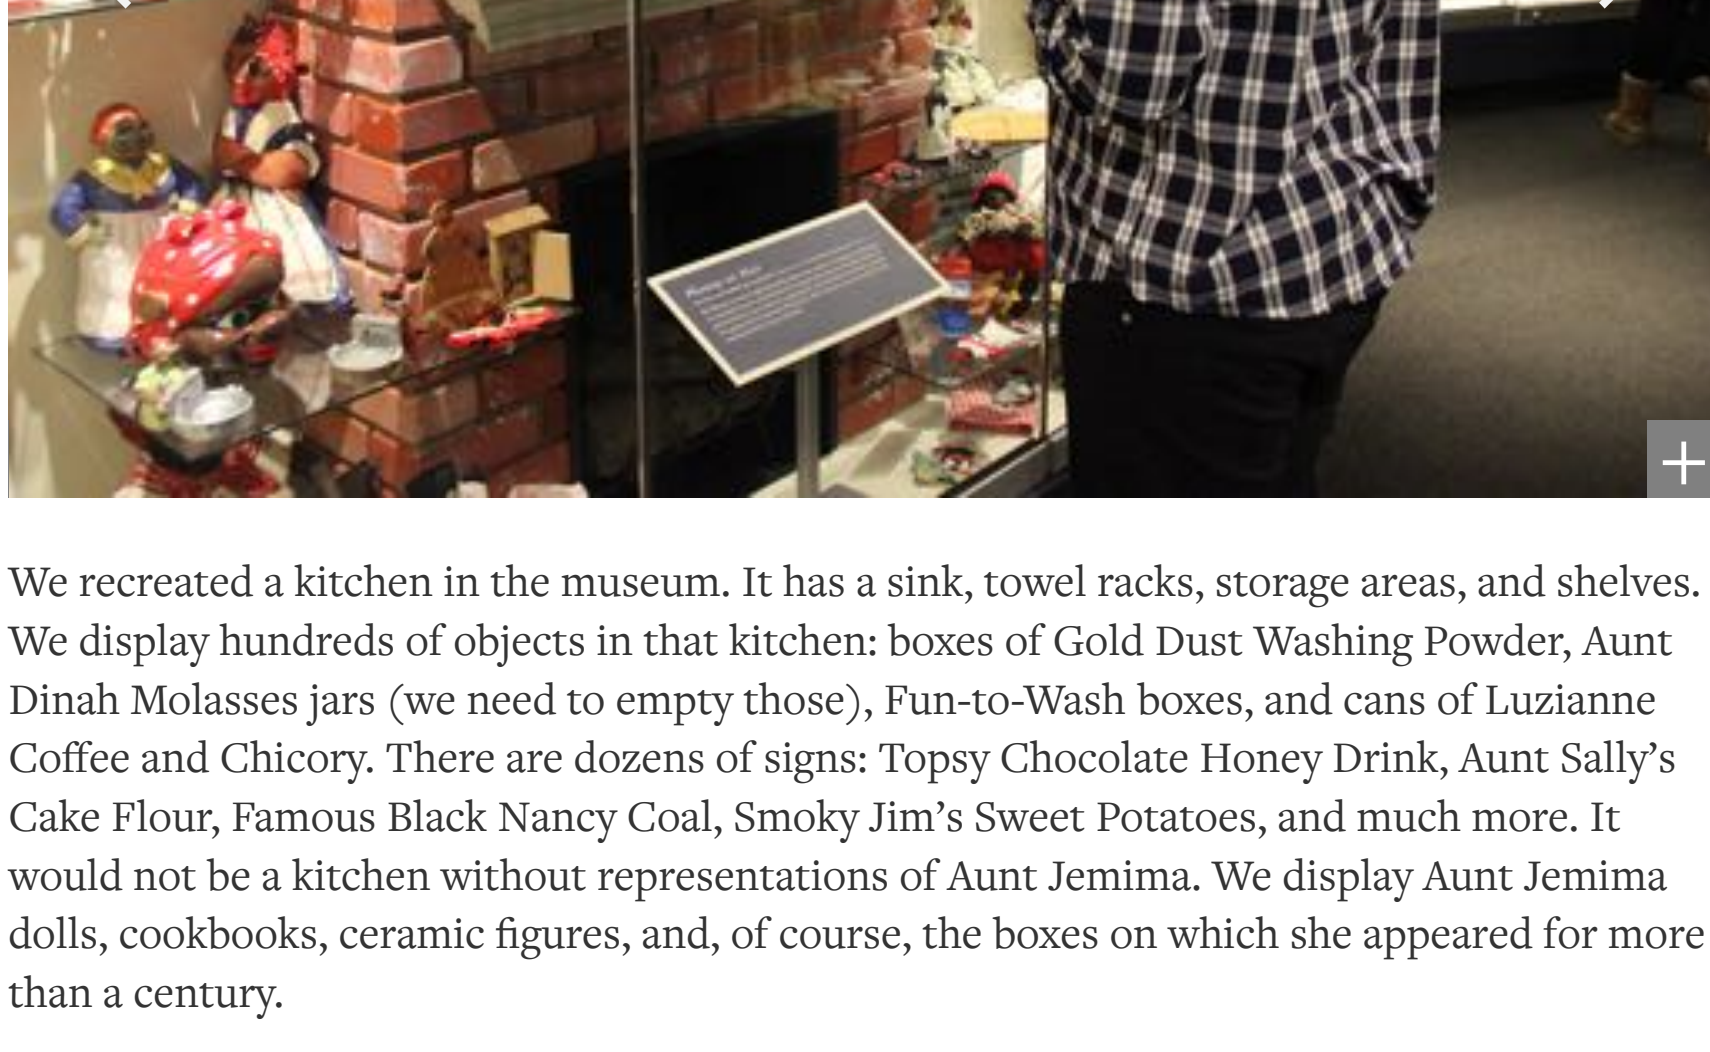 We recreated a kitchen in the museum. It has a sink, towel racks, storage areas, and shelves.
We display hundreds of objects in that kitchen: boxes of Gold Dust Washing Powder, Aunt
Dinah Molasses jars (we need to empty those), Fun-to-Wash boxes, and cans of Luzianne
Coffee and Chicory. There are dozens of signs: Topsy Chocolate Honey Drink, Aunt Sally’s
Cake Flour, Famous Black Nancy Coal, Smoky Jim’s Sweet Potatoes, and much more. It
would not be a kitchen without representations of Aunt Jemima. We display Aunt Jemima
dolls, cookbooks, ceramic figures, and, of course, the boxes on which she appeared for more
than a century.